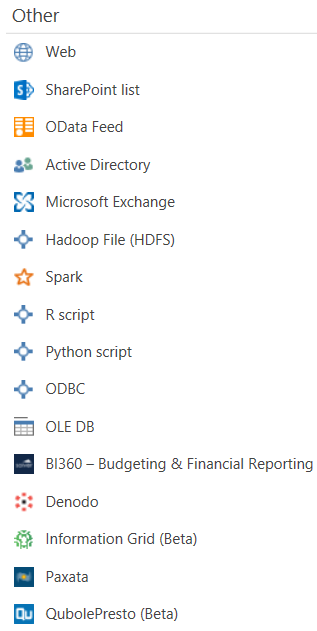 Other
Web
SharePoint list
OData Feed
Active Directory
Microsoft Exchange
Hadoop File (HDFS)
Spark
R script
Python script
ODBC
OLE DB
BI360 – Budgeting & Financial Reporting
Denodo
Information Grid (Beta)
Paxata
Qu QubolePresto (Beta)